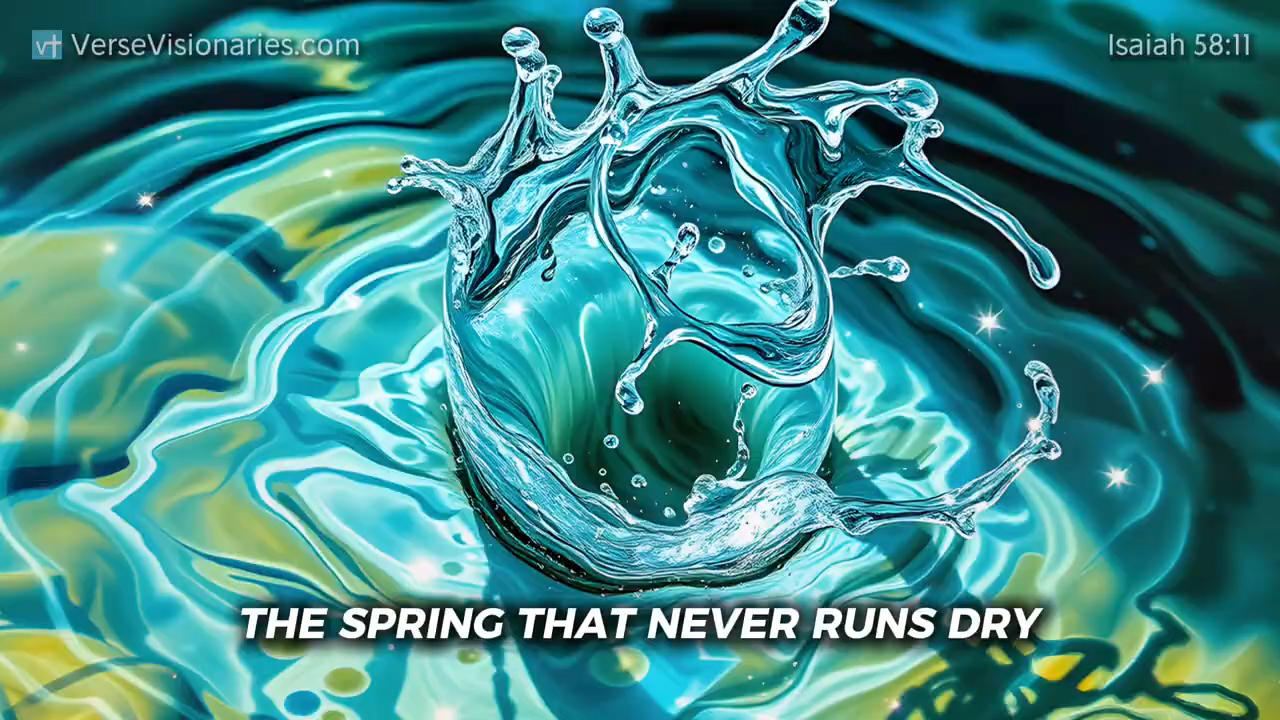 VerseVisionaries.com
Isaiah 58:11
THE SPRING THAT NEVER RUNS DRY